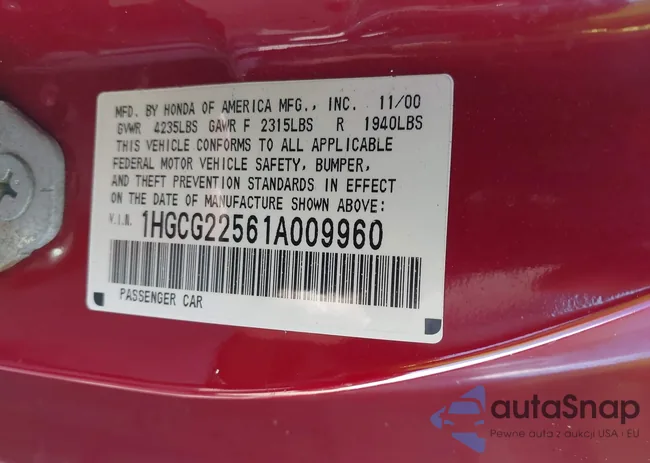 MFD. BY HONDA OF AMERICA MFG., INC. 11/00
GVWR 4235LBS GAWR F 2315LBS R 1940LBS
THIS VEHICLE CONFORMS TO ALL APPLICABLE
FEDERAL MOTOR VEHICLE SAFETY, BUMPER,
AND THEFT PREVENTION STANDARDS IN EFFECT
ON THE DATE OF MANUFACTURE SHOWN ABOVE:
V.I.N. 1HGCG22561A009960
PASSENGER CAR
autaSnap
Pewne auta z aukcji USA i EU